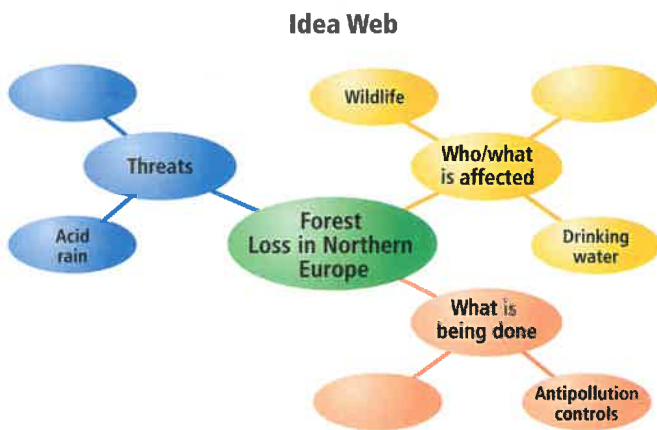 Idea Web
Threats
Acid
rain
Forest
Loss in Northern
Europe
Wildlife
Who/what
is affected
Drinking
water
What is
being done
Antipollution
controls